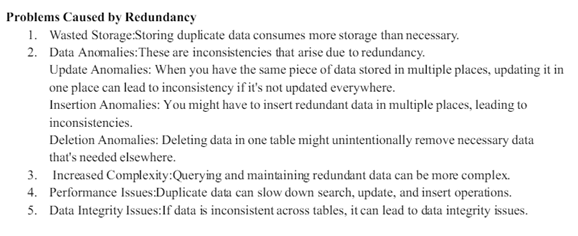 Problems Caused by Redundancy
1. Wasted Storage:Storing duplicate data consumes more storage than necessary.
2. Data Anomalies:These are inconsistencies that arise due to redundancy.
Update Anomalies: When you have the same piece of data stored in multiple places, updating it in
one place can lead to inconsistency if it's not updated everywhere.
Insertion Anomalies: You might have to insert redundant data in multiple places, leading to
inconsistencies.
Deletion Anomalies: Deleting data in one table might unintentionally remove necessary data
that's needed elsewhere.
3. Increased Complexity:Querying and maintaining redundant data can be more complex.
4. Performance Issues:Duplicate data can slow down search, update, and insert operations.
5. Data Integrity Issues:If data is inconsistent across tables, it can lead to data integrity issues.